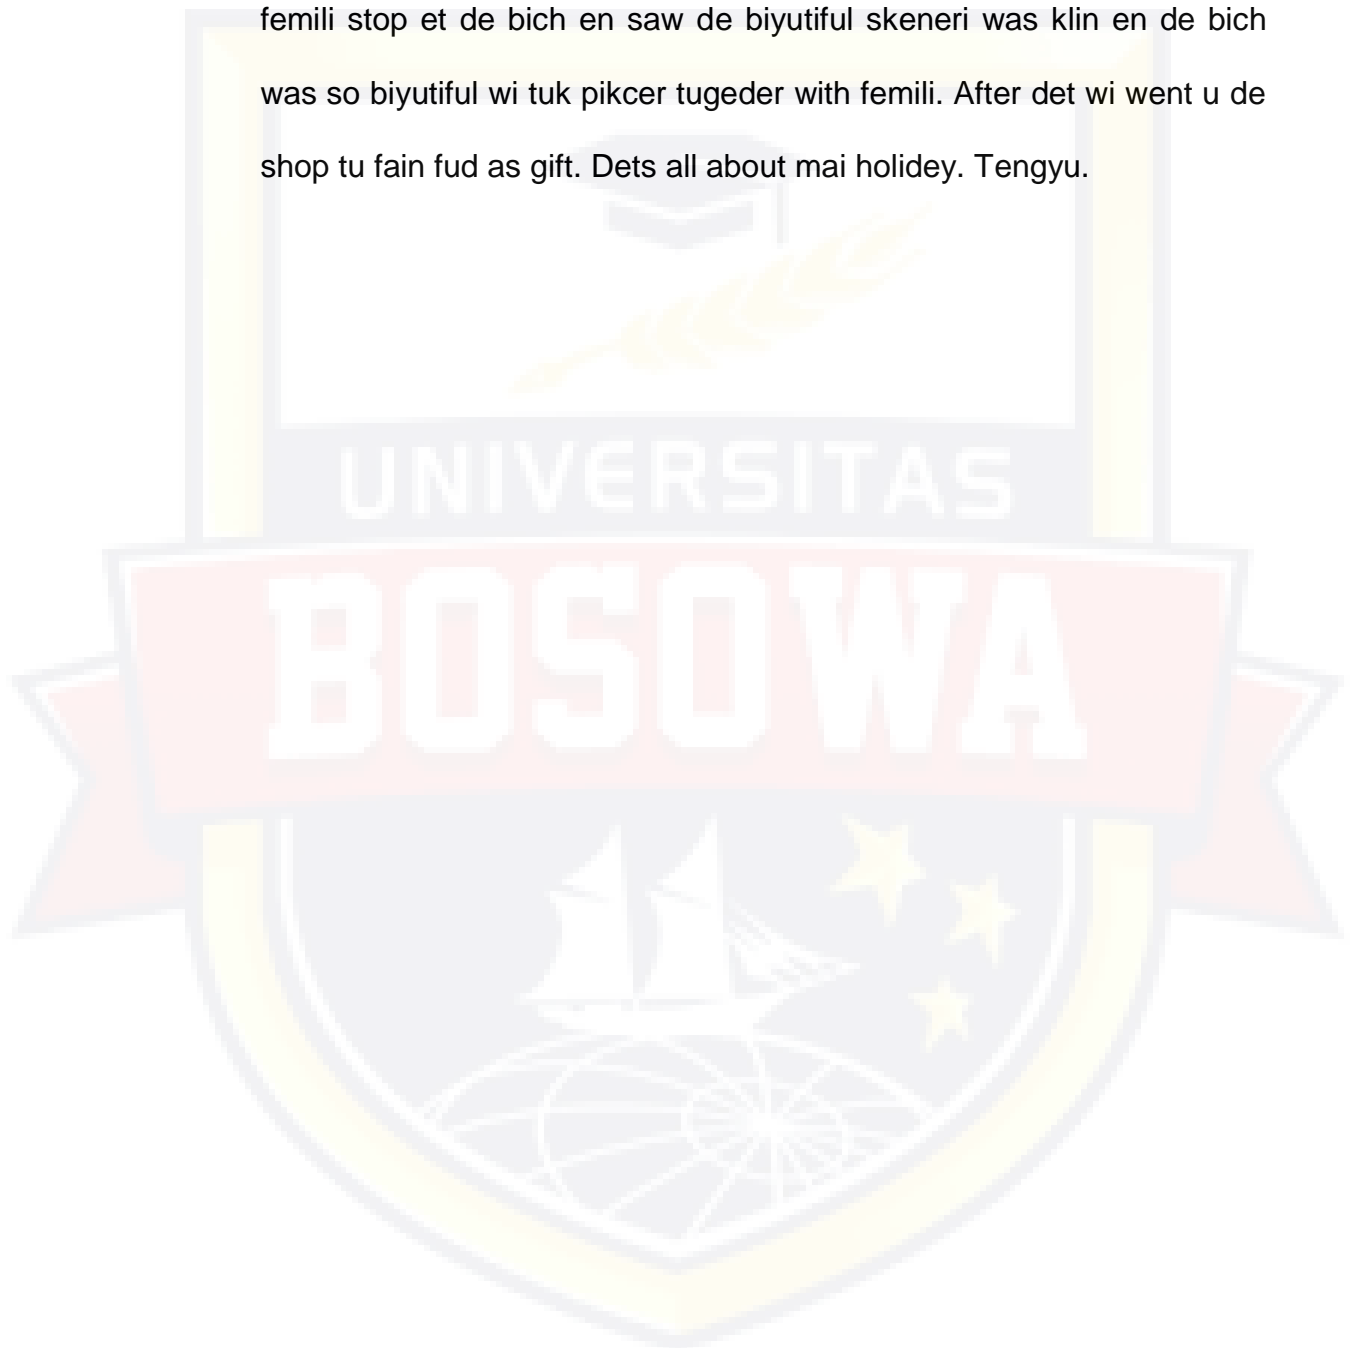 femili stop et de bich en saw de biyutiful skeneri was klin en de bich
was so biyutiful wi tuk pikcer tugeder with femili. After det wi went u de
shop tu fain fud as gift. Dets all about mai holidey. Tengyu.
UNIVERSITAS
BOSOWA